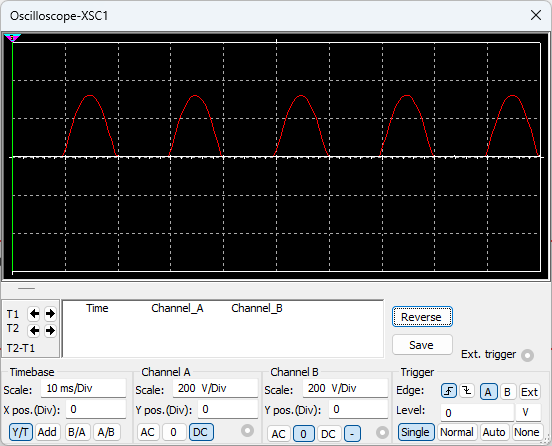 Oscilloscope-XSC1
T1
T2
T2-T1
Time Channel_A Channel_B
Reverse
Save
Ext. trigger
Timebase
Scale: 10 ms/Div
X pos.(Div): 0
Y/T Add B/A A/B
Channel A
Scale: 200 V/Div
Y pos.(Div): 0
AC 0 DC
Channel B
Scale: 200 V/Div
Y pos.(Div): 0
AC 0 DC -
Trigger
Edge: A B Ext
Level: 0 V
Single Normal Auto None